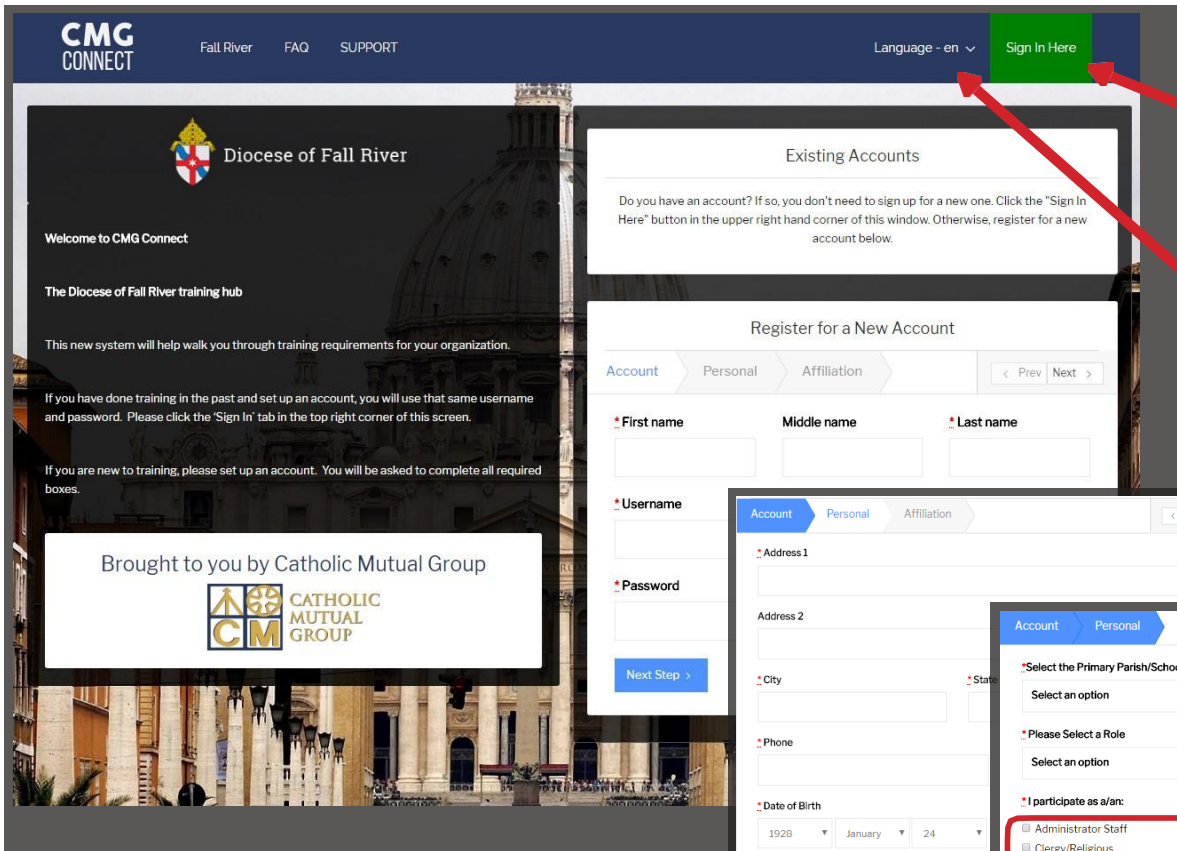 CMG
CONNECT
Fall River
FAQ
SUPPORT
Language - en
Sign In Here
Diocese of Fall River
Welcome to CMG Connect
The Diocese of Fall River training hub
This new system will help walk you through training requirements for your organization.
If you have done training in the past and set up an account, you will use that same username
and password. Please click the 'Sign In' tab in the top right corner of this screen.
If you are new to training, please set up an account. You will be asked to complete all required
boxes.
Brought to you by Catholic Mutual Group
CM
CATHOLIC
MUTUAL
GROUP
Existing Accounts
Do you have an account? If so, you don't need to sign up for a new one. Click the "Sign In
Here" button in the upper right hand corner of this window. Otherwise, register for a new
account below.
Register for a New Account
Account Personal Affiliation < Prev Next >
* First name Middle name * Last name
* Username
* Password
Next Step >
Account Personal Affiliation <
* Address 1
Address 2
* City * State
* Phone
* Date of Birth
1928 January 24
Account Personal
*Select the Primary Parish/Schoo
Select an option
* Please Select a Role
Select an option
* I participate as a/an:
Administrator Staff
Clergy/Religious